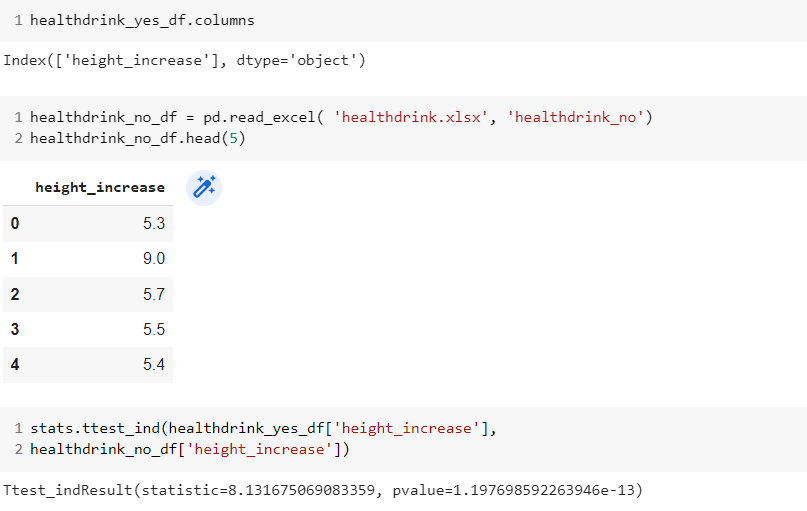 1 healthdrink_yes_df.columns
Index(['height_increase'], dtype='object')
1 healthdrink_no_df = pd.read_excel( 'healthdrink.xlsx', 'healthdrink_no')
2 healthdrink_no_df.head(5)
height_increase
0 5.3
1 9.0
2 5.7
3 5.5
4 5.4
1 stats.ttest_ind(healthdrink_yes_df['height_increase'],
2 healthdrink_no_df['height_increase'])
Ttest_indResult(statistic=8.131675069083359, pvalue=1.197698592263946e-13)